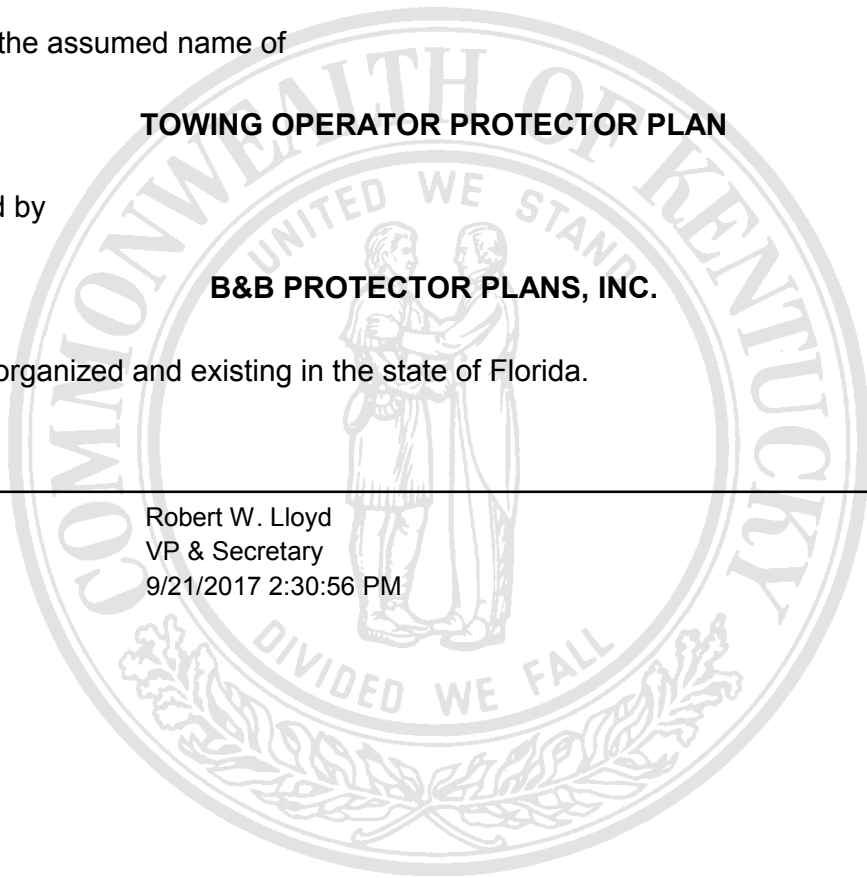 the assumed name of
TOWING OPERATOR PROTECTOR PLAN
d by
B&B PROTECTOR PLANS, INC.
organized and existing in the state of Florida.
Robert W. Lloyd
VP & Secretary
9/21/2017 2:30:56 PM
COMMONWEALTH OF KENTUCKY
UNITED WE STAND
DIVIDED WE FALL